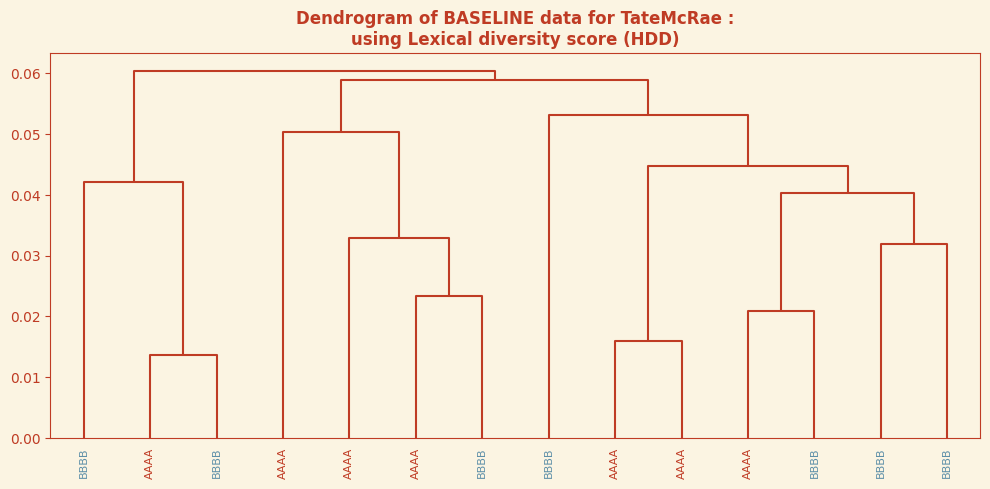 Dendrogram of BASELINE data for TateMcRae :
using Lexical diversity score (HDD)
0.06
0.05
0.04
0.03
0.02
0.01
0.00
BBBB
AAAA
BBBB
AAAA
AAAA
AAAA
BBBB
BBBB
AAAA
AAAA
AAAA
BBBB
BBBB
BBBB